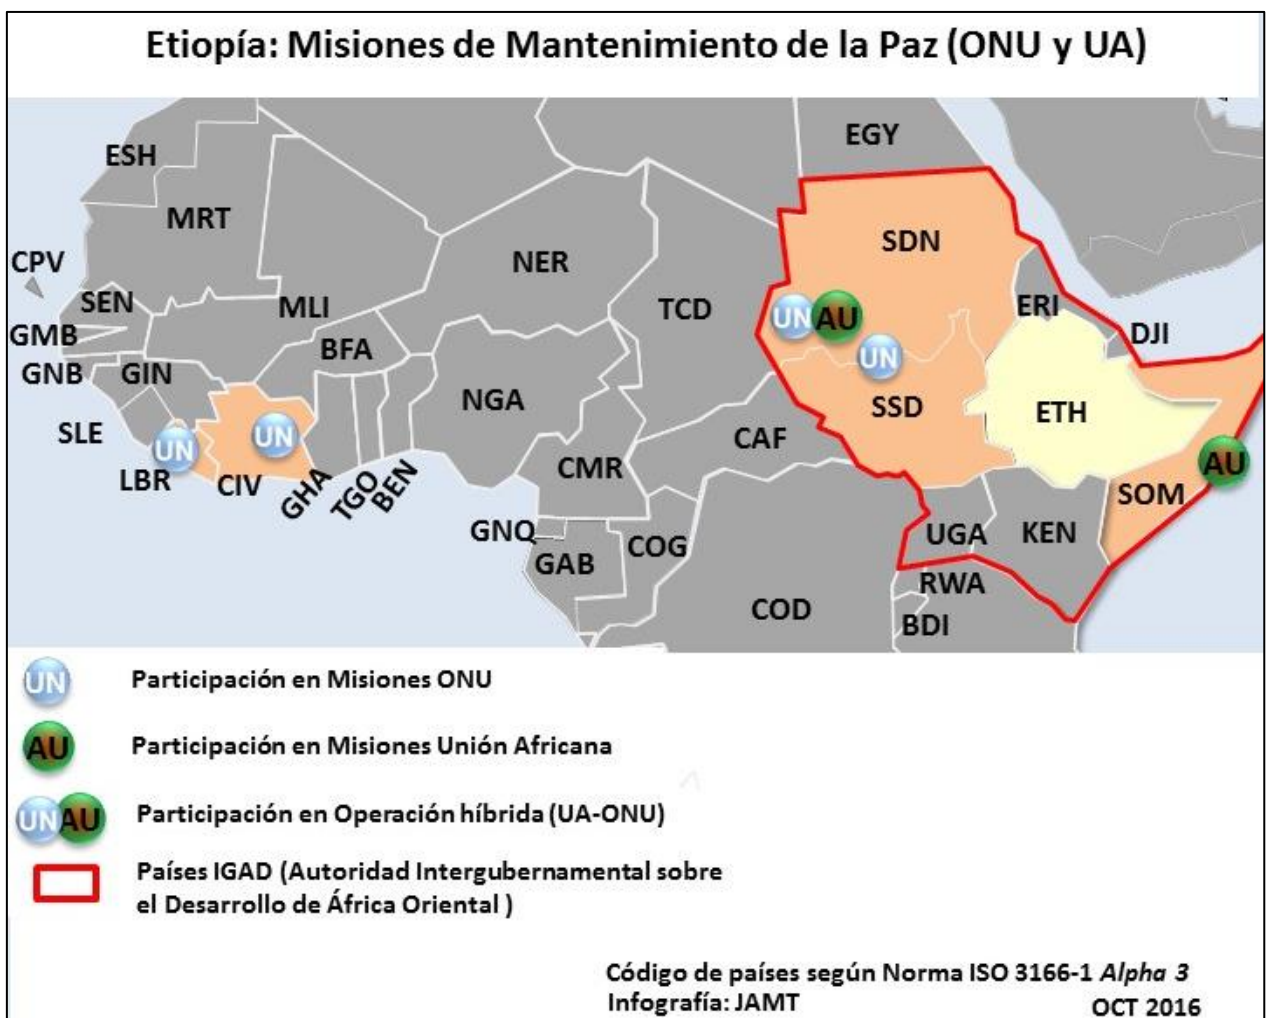 Etiopía: Misiones de Mantenimiento de la Paz (ONU y UA)
EGY
ESH
MRT
SDN
CPV
NER
SEN
MLI
TCD
ERI
GMB
UN AU
DJI
BFA
UN
GNB
GIN
NGA
SSD
ETH
SLE
UN
UN
CAF
AU
LBR
CIV
GHA
TGO
BEN
CMR
SOM
GNQ
GAB
COG
UGA
KEN
RWA
COD
BDI
UN Participación en Misiones ONU
AU Participación en Misiones Unión Africana
UN AU Participación en Operación híbrida (UA-ONU)
Países IGAD (Autoridad Intergubernamental sobre
el Desarrollo de África Oriental )
Código de países según Norma ISO 3166-1 Alpha 3
Infografía: JAMT OCT 2016